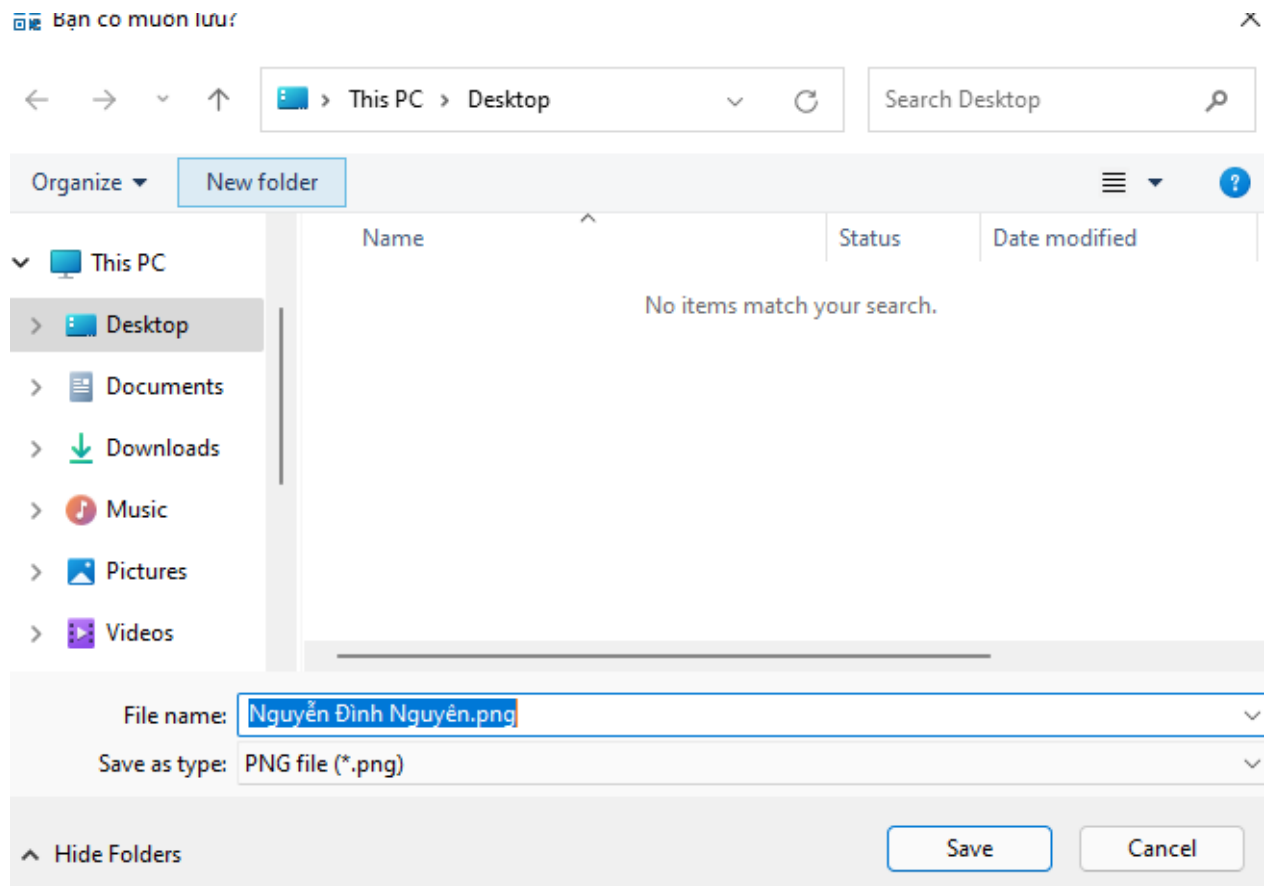 Bạn có muốn lưu?
This PC > Desktop
Search Desktop
Organize
New folder
Name
Status
Date modified
This PC
No items match your search.
Desktop
Documents
Downloads
Music
Pictures
Videos
File name: Nguyễn Đình Nguyên.png
Save as type: PNG file (*.png)
Hide Folders
Save
Cancel